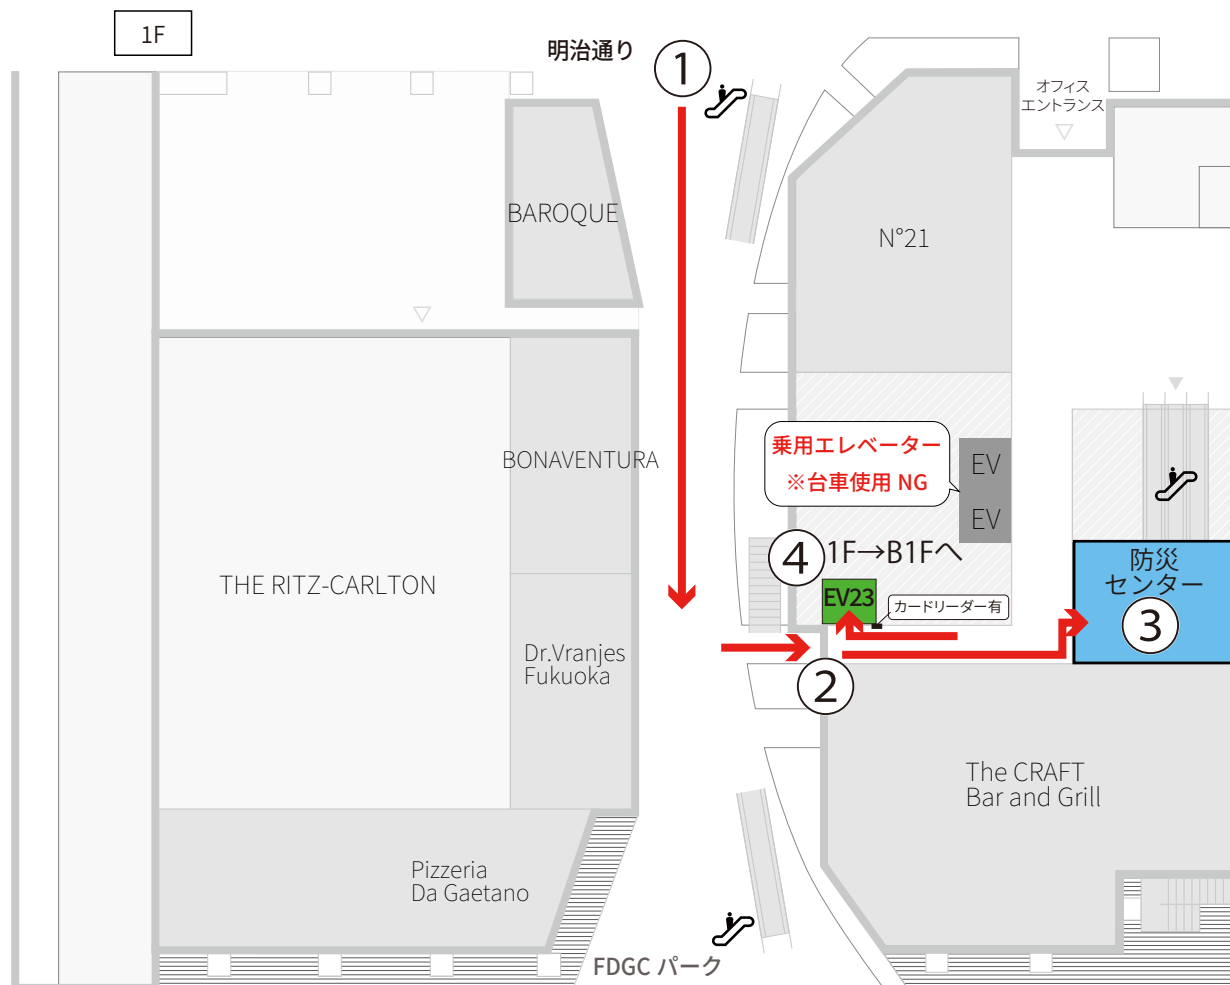 1F
明治通り
1
オフィス
エントランス
BAROQUE
N°21
乗用エレベーター
※台車使用 NG
EV
EV
BONAVENTURA
4
1F→B1Fへ
防災
センター
3
EV23
カードリーダー有
THE RITZ-CARLTON
Dr.Vranjes
Fukuoka
2
The CRAFT
Bar and Grill
Pizzeria
Da Gaetano
FDGC パーク